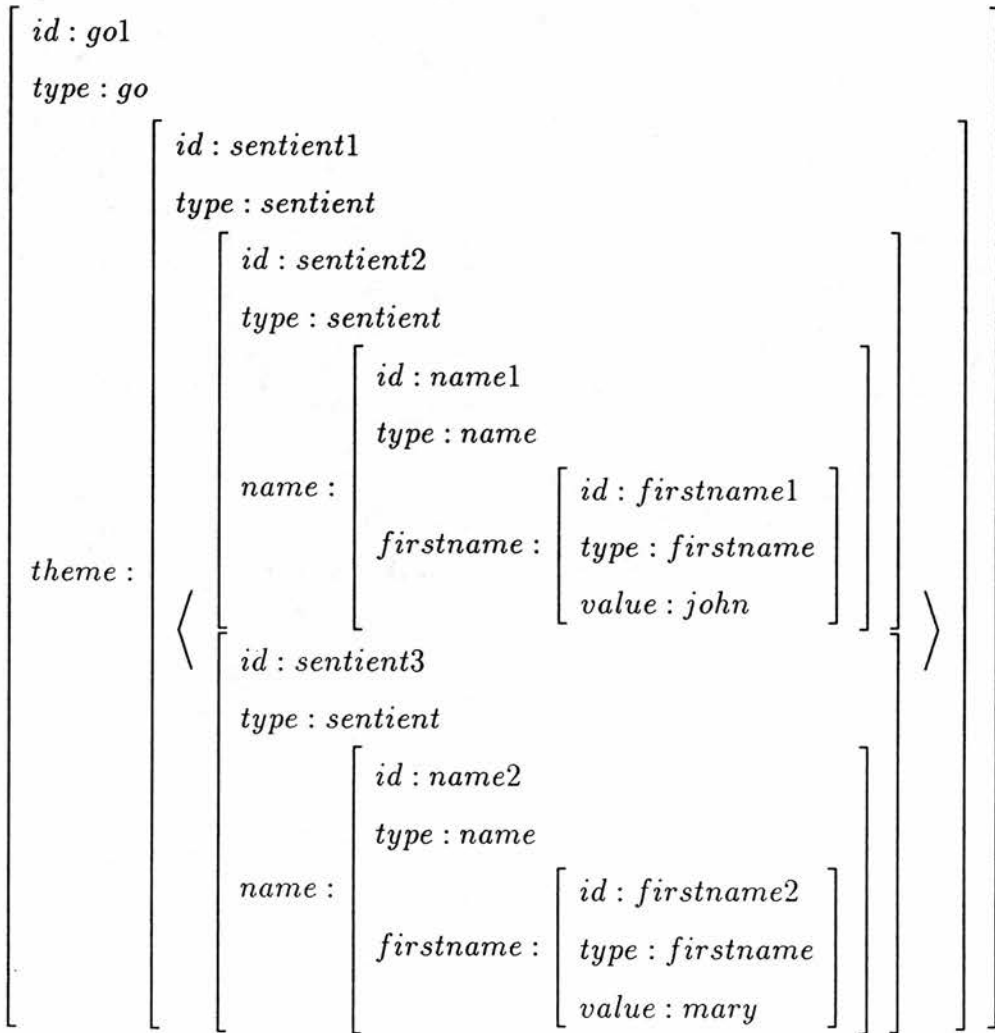 id : go1
type : go
id : sentient1
type : sentient
id : sentient2
type : sentient
id : name1
type : name
name :
id : firstname1
firstname :
type : firstname
theme :
value : john
⟨
⟩
id : sentient3
type : sentient
id : name2
type : name
name :
id : firstname2
firstname :
type : firstname
value : mary